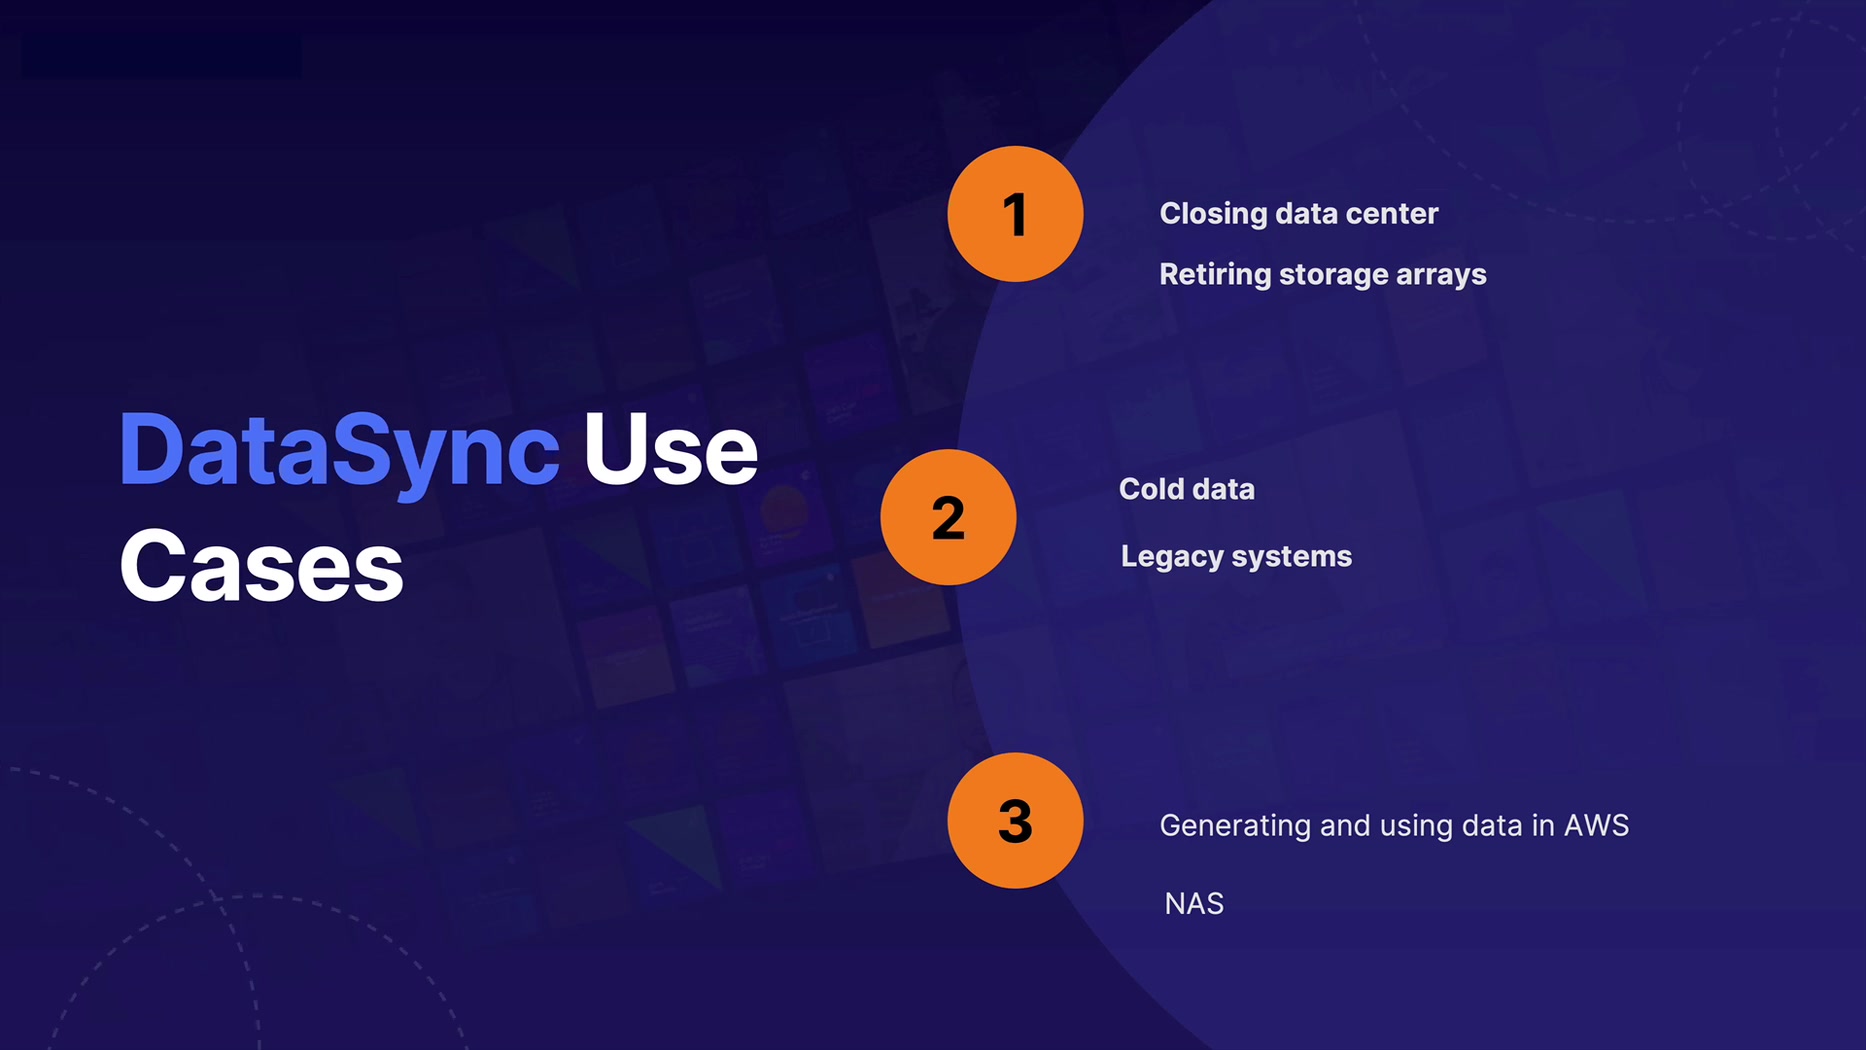 DataSync Use
Cases
1
Closing data center
Retiring storage arrays
2
Cold data
Legacy systems
3
Generating and using data in AWS
NAS